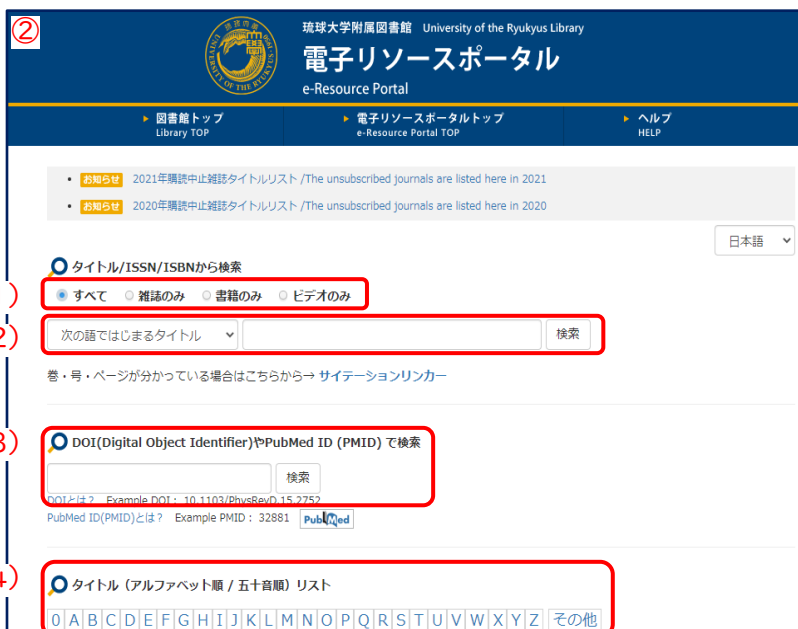 ②
琉球大学附属図書館 University of the Ryukyus Library
電子リソースポータル
e-Resource Portal
▶ 図書館トップ
Library TOP
▶ 電子リソースポータルトップ
e-Resource Portal TOP
▶ ヘルプ
HELP
• お知らせ 2021年購読中止雑誌タイトルリスト /The unsubscribed journals are listed here in 2021
• お知らせ 2020年購読中止雑誌タイトルリスト /The unsubscribed journals are listed here in 2020
日本語
タイトル/ISSN/ISBNから検索
)
すべて 雑誌のみ 書籍のみ ビデオのみ
2)
次の語ではじまるタイトル 検索
巻・号・ページが分かっている場合はこちらから→ サイテーションリンカー
3)
DOI(Digital Object Identifier)やPubMed ID (PMID) で検索
検索
DOIとは? Example DOI : 10.1103/PhysRevD.15.2752
PubMed ID(PMID)とは? Example PMID : 32881 PubMed
4)
タイトル（アルファベット順 / 五十音順）リスト
0 A B C D E F G H I J K L M N O P Q R S T U V W X Y Z その他